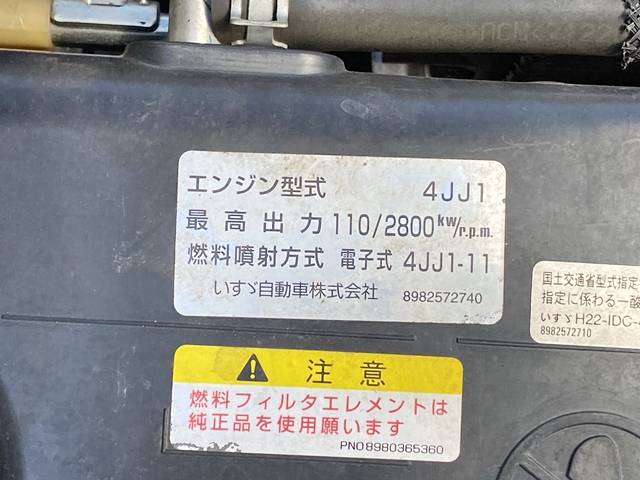 エンジン型式 4JJ1
最高出力 110/2800kw/r.p.m.
燃料噴射方式 電子式 4JJ1-11
いすゞ自動車株式会社 8982572740
国土交通省型式指定
指定に係わる一酸
いすゞH22-IDC-
8982572710
注意
燃料フィルタエレメントは
純正品を使用願います
PNO8980365360